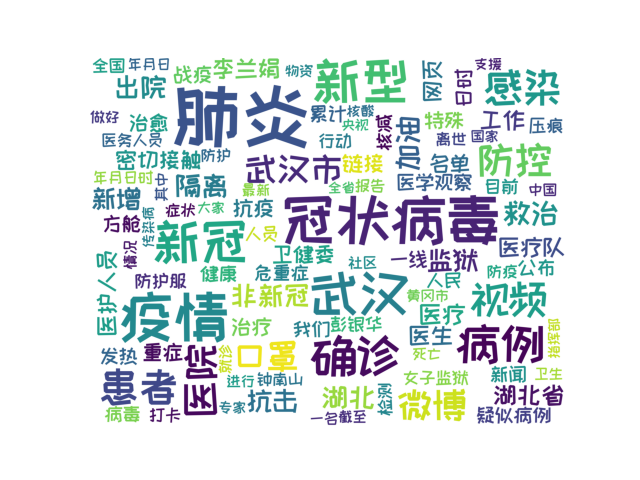 全国
年月日
战疫
李兰娟
物资
新型
网页
支援
日时
感染
出院
肺炎
累计
核酸
做好
治愈
央视
核减
加油
特殊
工作
压痕
医务人员
行动
离世
国家
密切接触
防护
武汉市
链接
名单
防控
年月日时
其中
隔离
最新
全省
报告
医学观察
目前
中国
新增
方舱
传染病
症状
大家
抗疫
冠状病毒
救治
情况
新冠
人员
卫健委
一线
监狱
医疗队
医护人员
防护服
健康
危重症
社区
人民
防疫
公布
疫情
非新冠
武汉
黄冈市
视频
治疗
我们
彭银华
医疗
医生
指挥部
发热
重症
就诊
口罩
确诊
死亡
病例
患者
医院
进行
钟南山
女子监狱
新闻
卫生
病毒
打卡
专家
抗击
湖北
检测
微博
湖北省
一名
截至
疑似病例